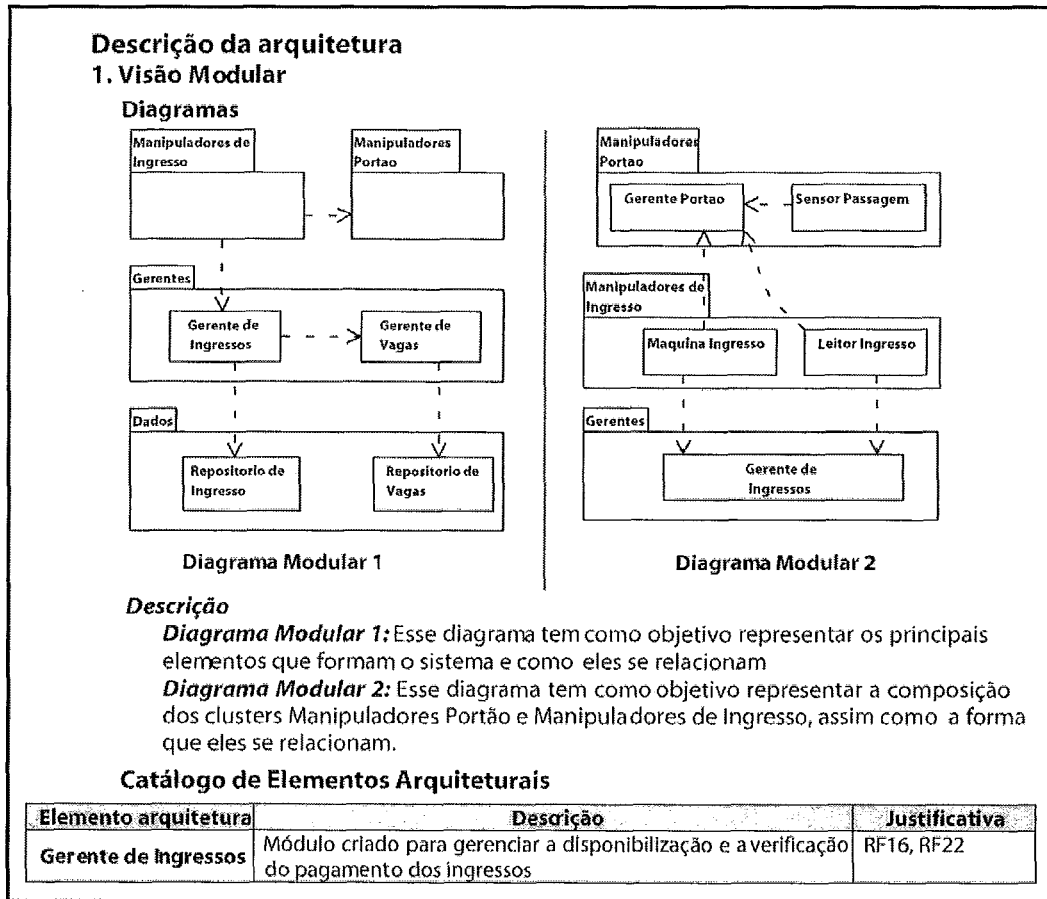 Descrição da arquitetura
1. Visão Modular
Diagramas
Manipuladores de
Ingresso
Manipuladores
Portao
Gerentes
Gerente de
Ingressos
Gerente de
Vagas
Dados
Repositorio de
Ingresso
Repositorio de
Vagas
Diagrama Modular 1
Manipuladores
Portao
Gerente Portao
Sensor Passagem
Manipuladores de
Ingresso
Maquina Ingresso
Leitor Ingresso
Gerentes
Gerente de
Ingressos
Diagrama Modular 2
Descrição
Diagrama Modular 1: Esse diagrama tem como objetivo representar os principais
elementos que formam o sistema e como eles se relacionam
Diagrama Modular 2: Esse diagrama tem como objetivo representar a composição
dos clusters Manipuladores Portão e Manipuladores de Ingresso, assim como a forma
que eles se relacionam.
Catálogo de Elementos Arquiteturais
Elemento arquitetura Descrição Justificativa
Gerente de Ingressos Módulo criado para gerenciar a disponibilização e a verificação RF16, RF22
do pagamento dos ingressos